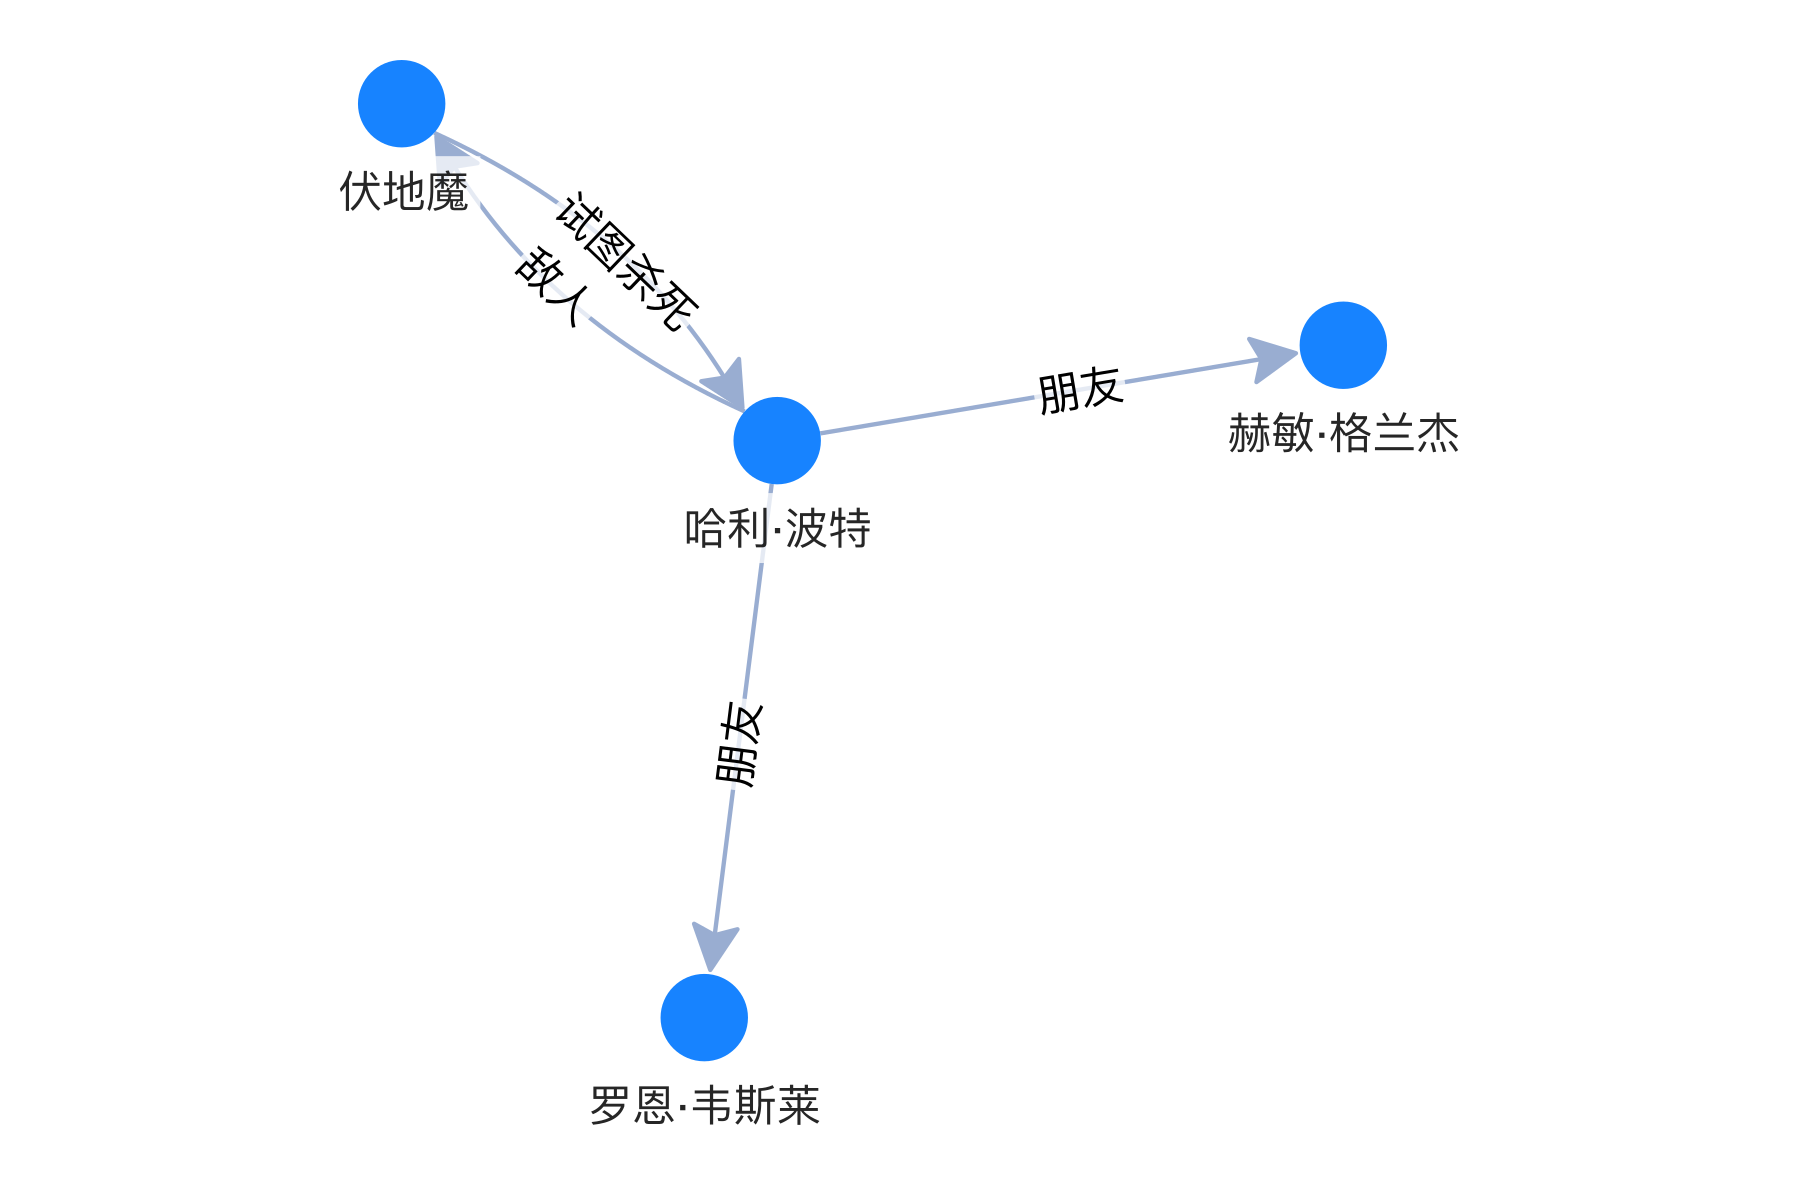 伏地魔
试图杀死
敌人
朋友
赫敏·格兰杰
哈利·波特
朋友
罗恩·韦斯莱